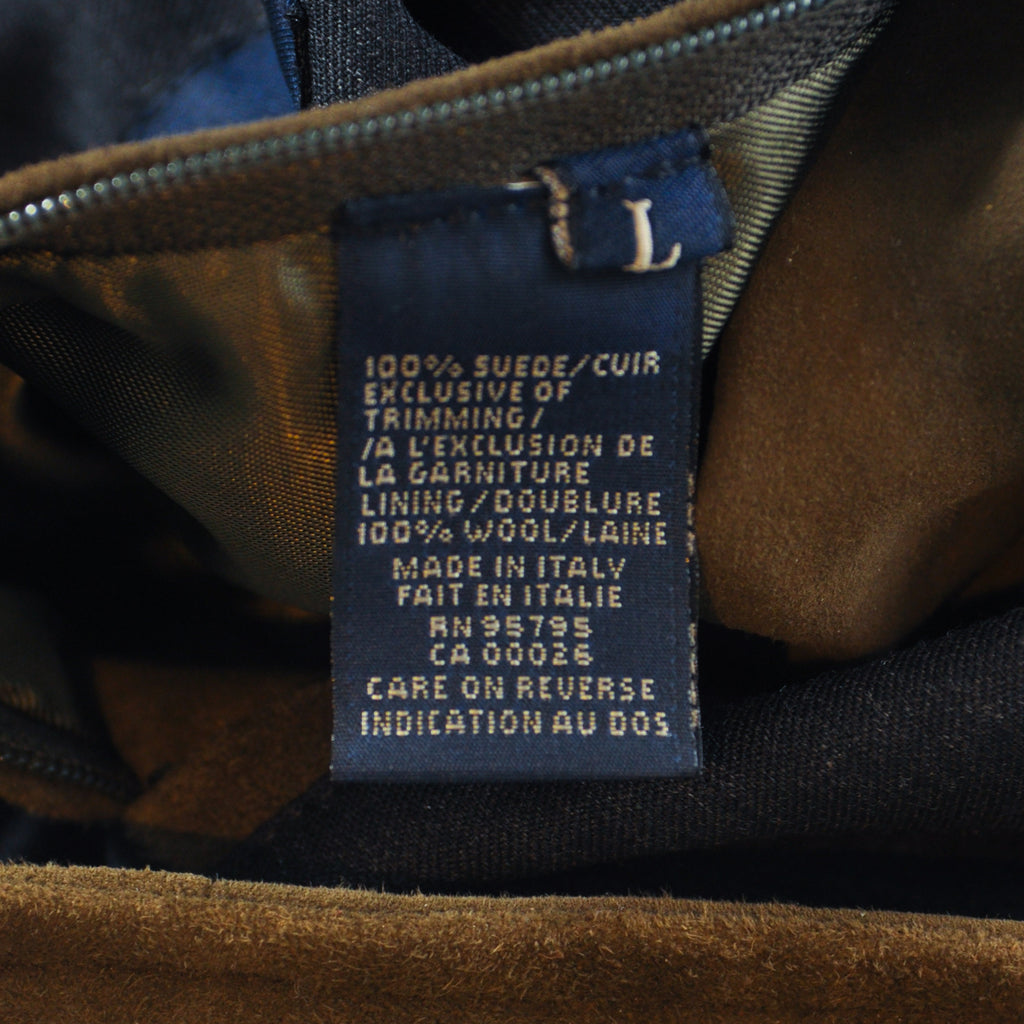 L
100% SUEDE/CUIR
EXCLUSIVE OF
TRIMMING/
/A L'EXCLUSION DE
LA GARNITURE
LINING/DOUBLURE
100% WOOL/LAINE
MADE IN ITALY
FAIT EN ITALIE
RN 95795
CA 00026
CARE ON REVERSE
INDICATION AU DOS